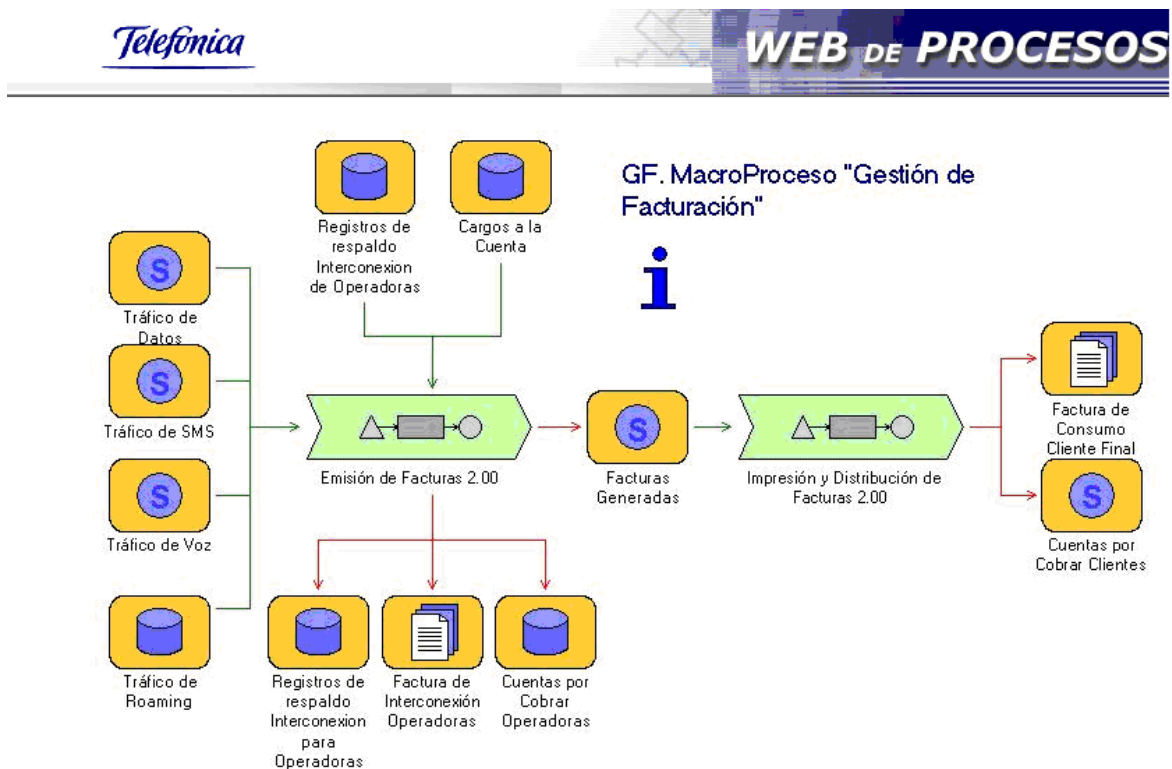 Telefónica
WEB DE PROCESOS
GF. MacroProceso "Gestión de
Facturación"
Registros de
respaldo
Interconexion
de Operadoras
Cargos a la
Cuenta
S
Tráfico de
Datos
S
Tráfico de SMS
S
Tráfico de Voz
Tráfico de
Roaming
Emisión de Facturas 2.00
S
Facturas
Generadas
Impresión y Distribución de
Facturas 2.00
Factura de
Consumo
Cliente Final
S
Cuentas por
Cobrar Clientes
Registros de
respaldo
Interconexion
para
Operadoras
Factura de
Interconexión
Operadoras
Cuentas por
Cobrar
Operadoras